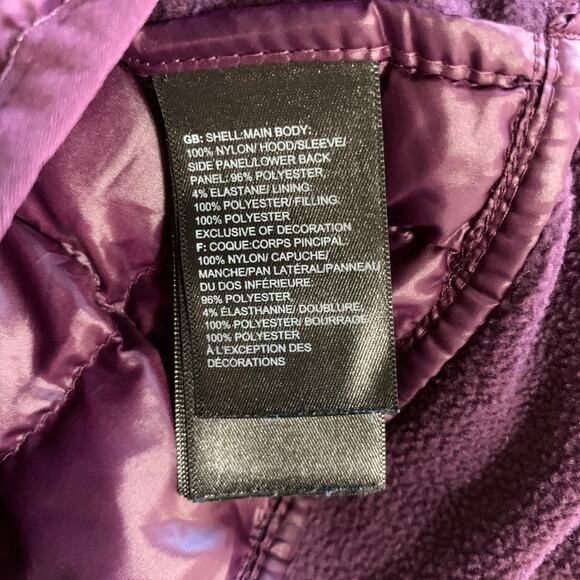 GB: SHELL:MAIN BODY:
100% NYLON/ HOOD/SLEEVE/
SIDE PANEL/LOWER BACK
PANEL: 96% POLYESTER,
4% ELASTANE/ LINING:
100% POLYESTER/FILLING:
100% POLYESTER
EXCLUSIVE OF DECORATION
F: COQUE:CORPS PINCIPAL:
100% NYLON/CAPUCHE/
MANCHE/PAN LATÉRAL/PANNEAU
DU DOS INFÉRIEURE:
96% POLYESTER,
4% ÉLASTHANNE/ DOUBLURE:
100% POLYESTER/ BOURRAGE:
100% POLYESTER
À L'EXCEPTION DES
DÉCORATIONS